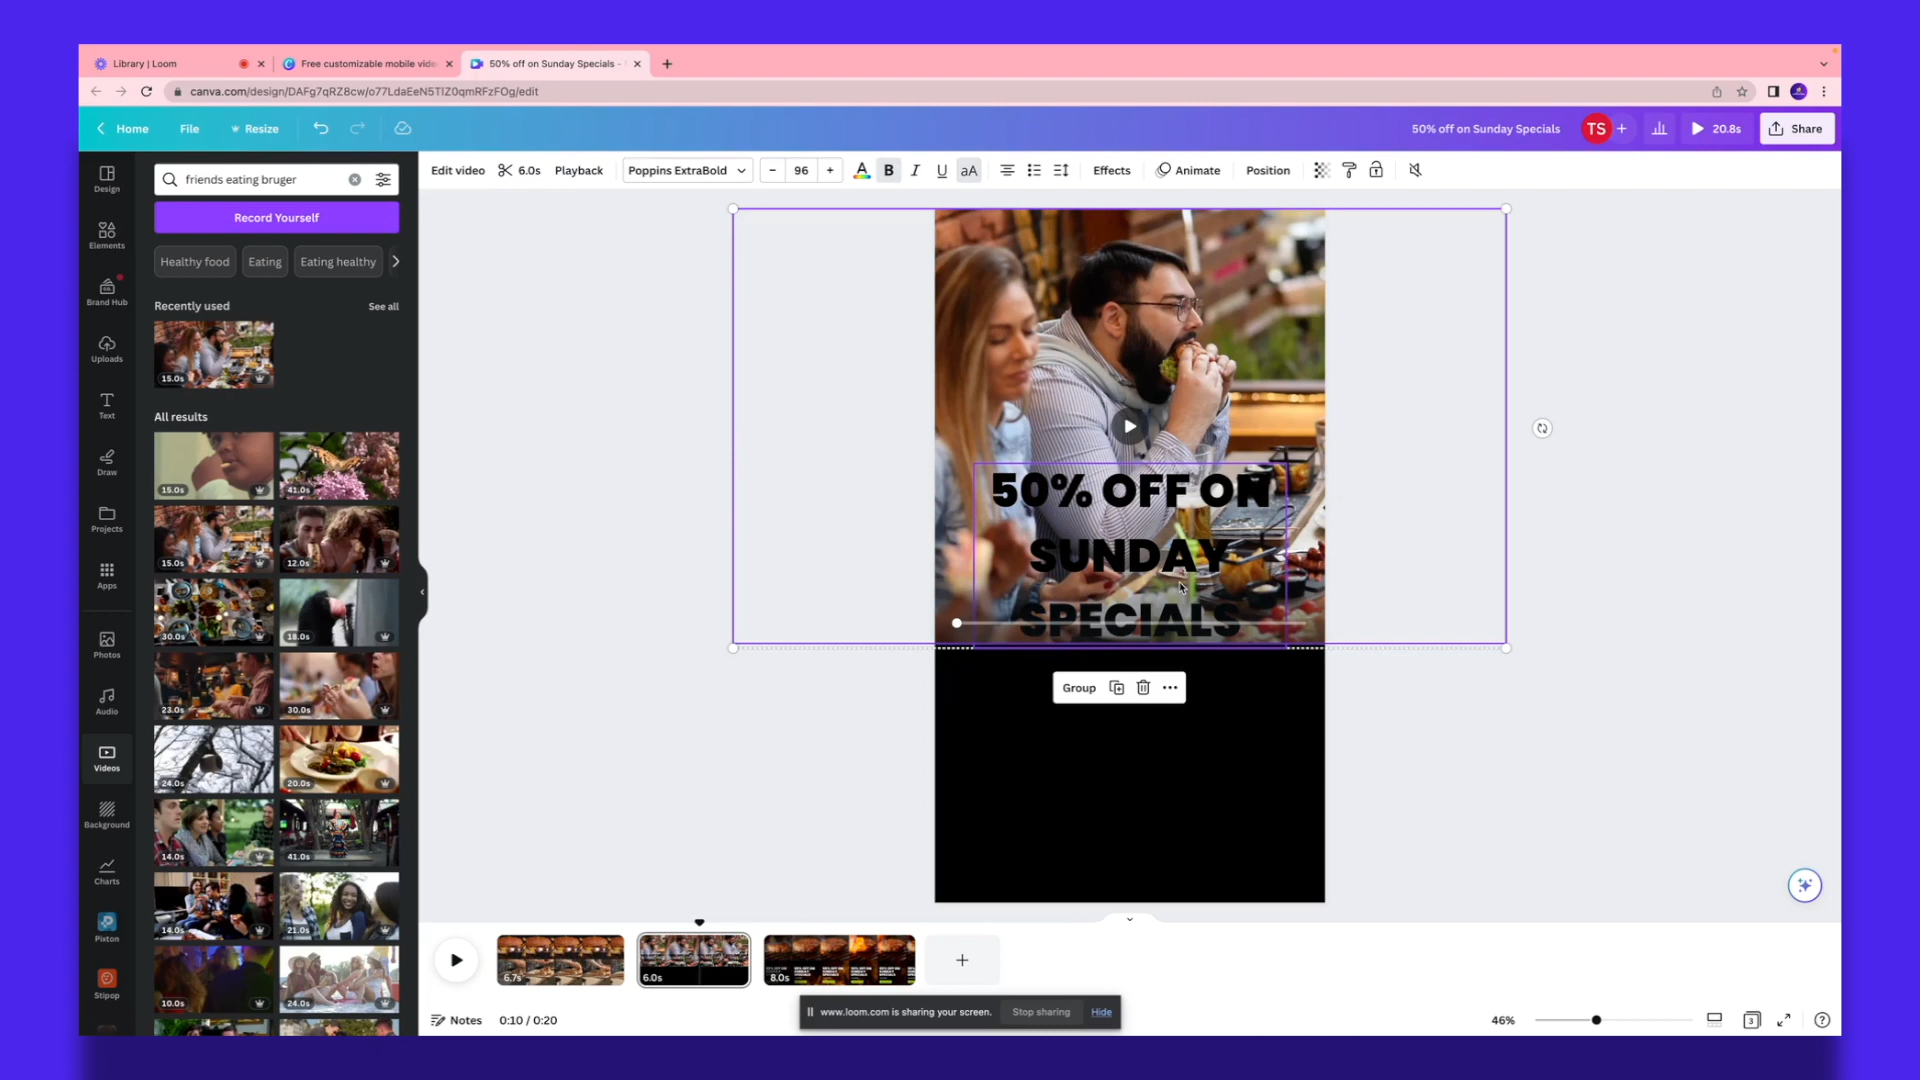 Library | Loom
Free customizable mobile vide
50% off on Sunday Specials -
canva.com/design/DAFg7qRZ8cw/o77LdaEeN5TIZ0qmRFzFOg/edit
Home
File
Resize
50% off on Sunday Specials
TS
20.8s
Share
Design
Elements
Brand Hub
Uploads
Text
Draw
Projects
Apps
Photos
Audio
Videos
Background
Charts
Pixton
Stipop
friends eating bruger
Record Yourself
Healthy food
Eating
Eating healthy
Recently used
See all
15.0s
All results
15.0s
41.0s
15.0s
12.0s
30.0s
18.0s
23.0s
30.0s
24.0s
20.0s
14.0s
41.0s
14.0s
21.0s
10.0s
24.0s
Edit video
6.0s
Playback
Poppins ExtraBold
96
A
B
I
U
aA
Effects
Animate
Position
50% OFF ON
SUNDAY
SPECIALS
Group
6.7s
6.0s
8.0s
www.loom.com is sharing your screen.
Stop sharing
Hide
Notes
0:10 / 0:20
46%
3